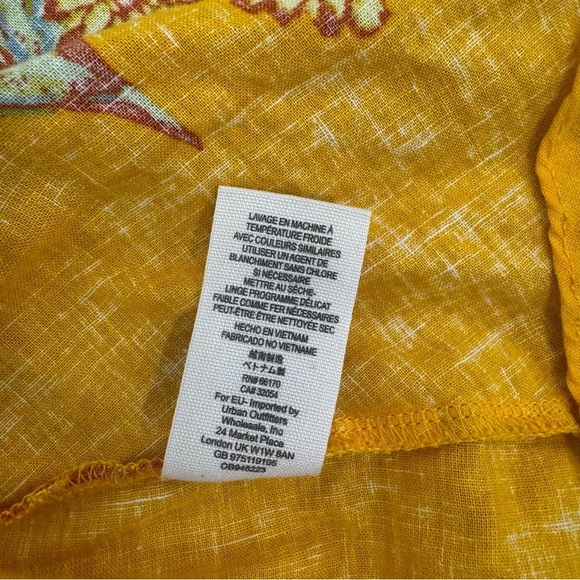 LAVAGE EN MACHINE À
TEMPÉRATURE FROIDE
AVEC COULEURS SIMILAIRES
UTILISER UN AGENT DE
BLANCHIMENT SANS CHLORE
SI NÉCESSAIRE
METTRE AU SÈCHE-
LINGE PROGRAMME DÉLICAT
FAIBLE COMME FER NÉCESSAIRES
PEUT-ÊTRE ÊTRE NETTOYÉE SEC
HECHO EN VIETNAM
FABRICADO NO VIETNAME
越南制造
ベトナム製
RN# 66170
CA# 32054
For EU- Imported by
Urban Outfitters
Wholesale, Inc
24 Market Place
London UK W1W 8AN
GB 975119195
OB948223